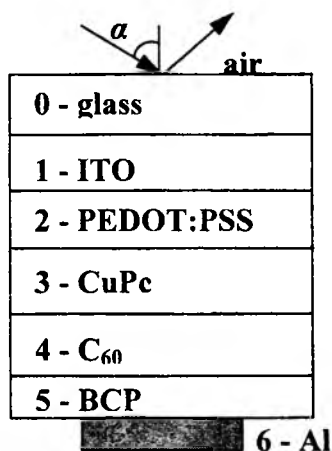 α
air
0 - glass
1 - ITO
2 - PEDOT:PSS
3 - CuPc
4 - C₆₀
5 - BCP
6 - Al